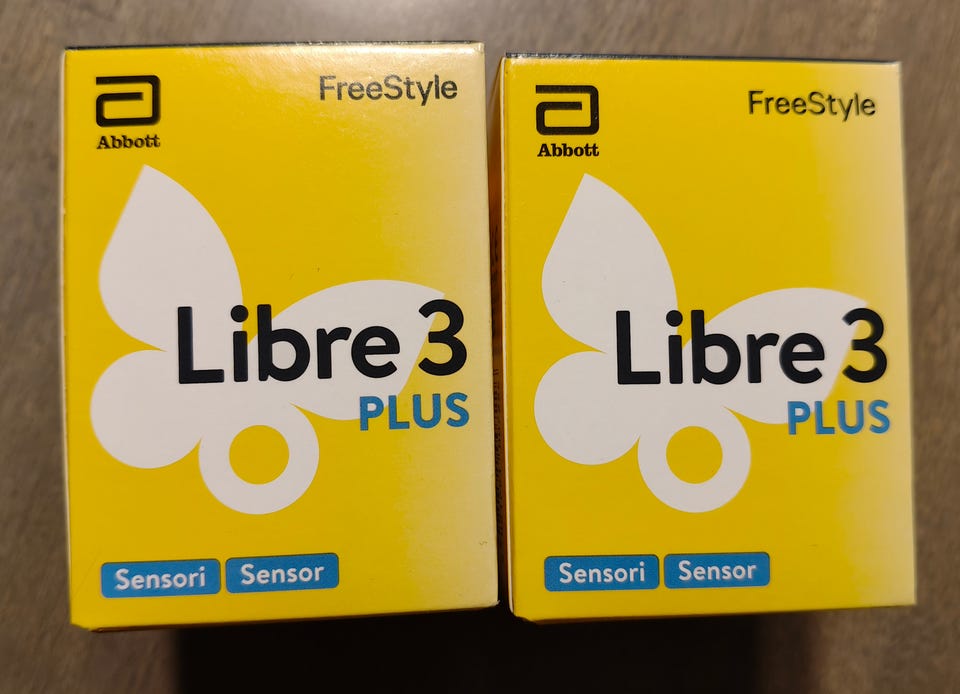 Abbott
FreeStyle
Libre 3
PLUS
Sensori Sensor
Abbott
FreeStyle
Libre 3
PLUS
Sensori Sensor